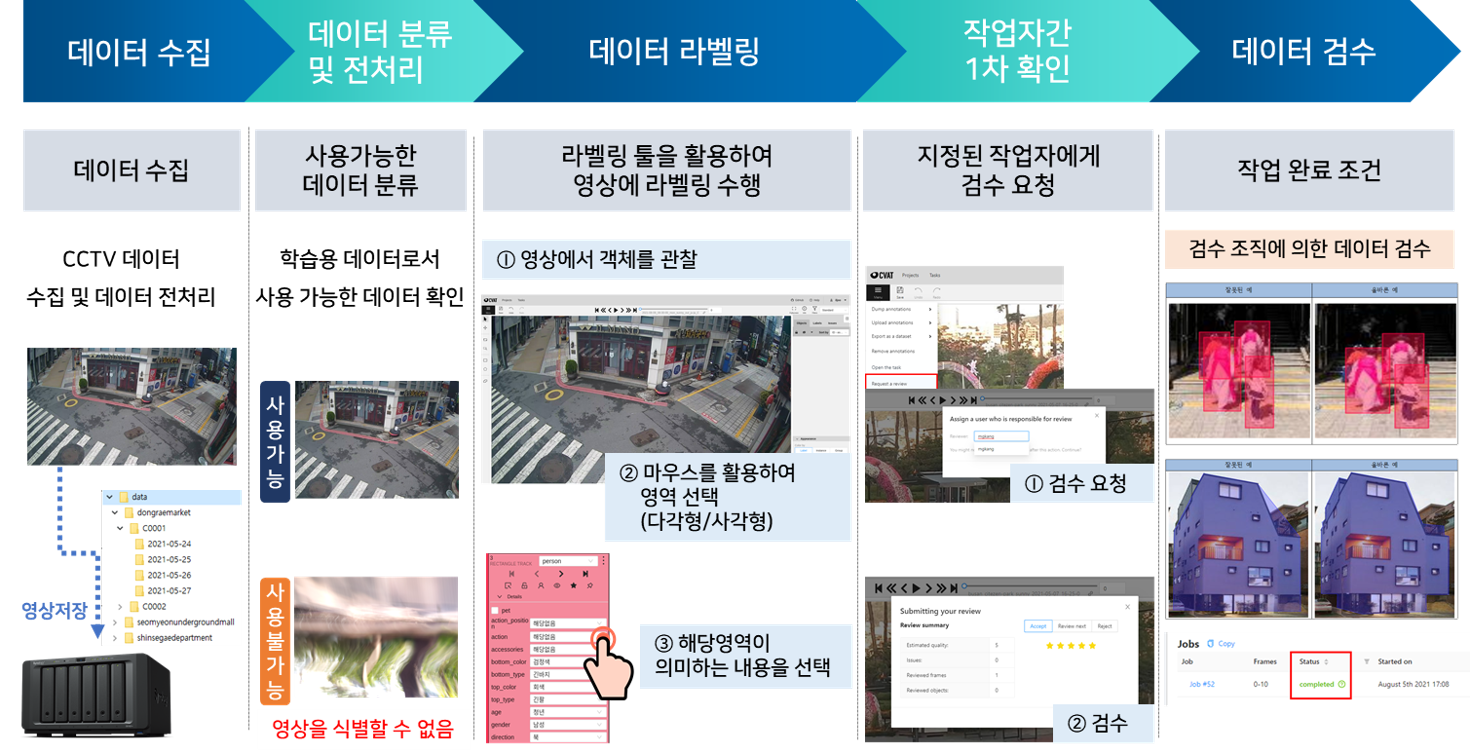 데이터 수집
데이터 분류
및 전처리
데이터 라벨링
작업자간
1차 확인
데이터 검수
데이터 수집
CCTV 데이터
수집 및 데이터 전처리
data
dongraemarket
C0001
2021-05-24
2021-05-25
2021-05-26
2021-05-27
C0002
seomyeonundergroundmall
shinsegaedepartment
영상저장
사용가능한
데이터 분류
학습용 데이터로서
사용 가능한 데이터 확인
사용가능
사용불가능
영상을 식별할 수 없음
라벨링 툴을 활용하여
영상에 라벨링 수행
① 영상에서 객체를 관찰
CVAT Projects Tasks
② 마우스를 활용하여
영역 선택
(다각형/사각형)
3
RECTANGLE TRACK person
Details
pet
action_position 해당없음
action 해당없음
accessories 해당없음
bottom_color 검정색
bottom_type 긴바지
top_color 회색
top_type 긴팔
age 청년
gender 남성
direction 북
③ 해당영역이
의미하는 내용을 선택
지정된 작업자에게
검수 요청
CVAT Projects Tasks
Menu Save Undo Redo
Dump annotations
Upload annotations
Export as a dataset
Remove annotations
Open the task
Request a review
Assign a user who is responsible for review
Reviewer: mgkang
mgkang
You might after this action. Continue?
① 검수 요청
Submitting your review
Review summary
Accept Review next Reject
Estimated quality: 5
Issues: 0
Reviewed frames: 1
Reviewed objects: 0
② 검수
작업 완료 조건
검수 조직에 의한 데이터 검수
잘못된 예 올바른 예
잘못된 예 올바른 예
Jobs Copy
Job Frames Status Started on
Job #52 0-10 completed August 5th 2021 17:08